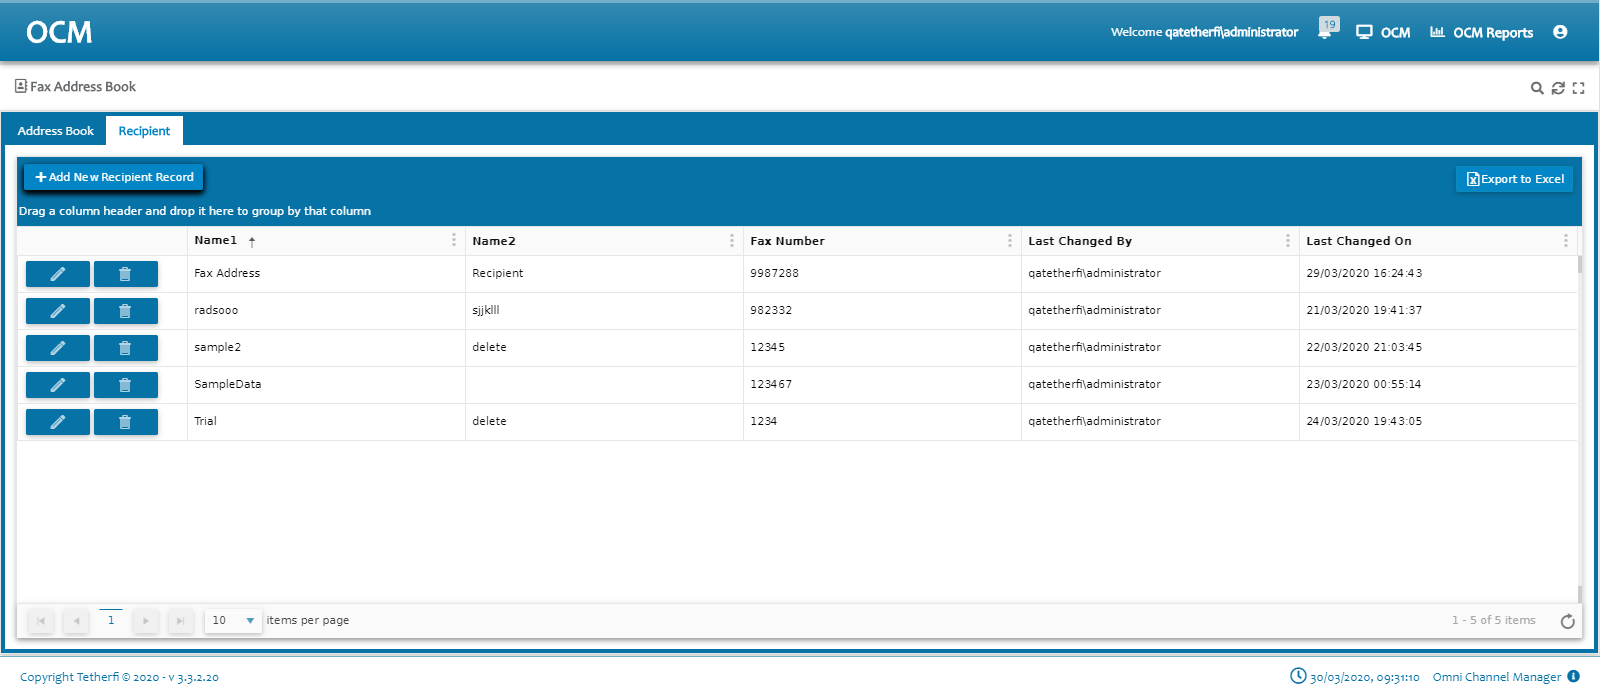 OCM
Welcome qatetherfi\administrator 19 OCM OCM Reports
Fax Address Book
Address Book Recipient
Add New Recipient Record Export to Excel
Drag a column header and drop it here to group by that column
Name1 Name2 Fax Number Last Changed By Last Changed On
Fax Address Recipient 9987288 qatetherfi\administrator 29/03/2020 16:24:43
radsooo sjjklll 982332 qatetherfi\administrator 21/03/2020 19:41:37
sample2 delete 12345 qatetherfi\administrator 22/03/2020 21:03:45
SampleData 123467 qatetherfi\administrator 23/03/2020 00:55:14
Trial delete 1234 qatetherfi\administrator 24/03/2020 19:43:05
1 10 items per page 1 - 5 of 5 items
Copyright Tetherfi © 2020 - v 3.3.2.20 30/03/2020, 09:31:10 Omni Channel Manager